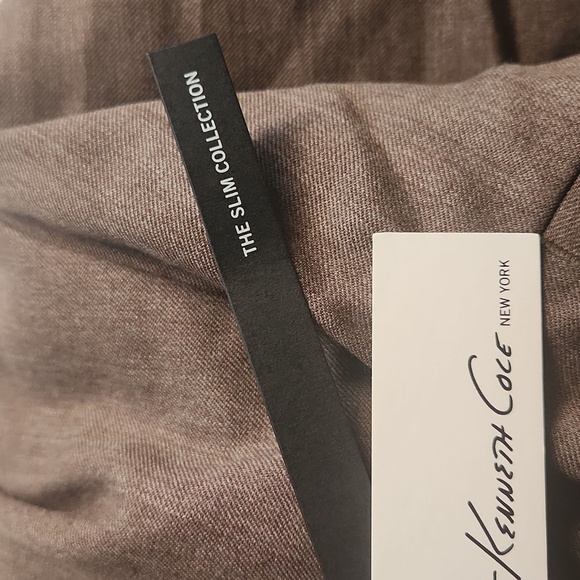 THE SLIM COLLECTION
KENNETH COLE NEW YORK